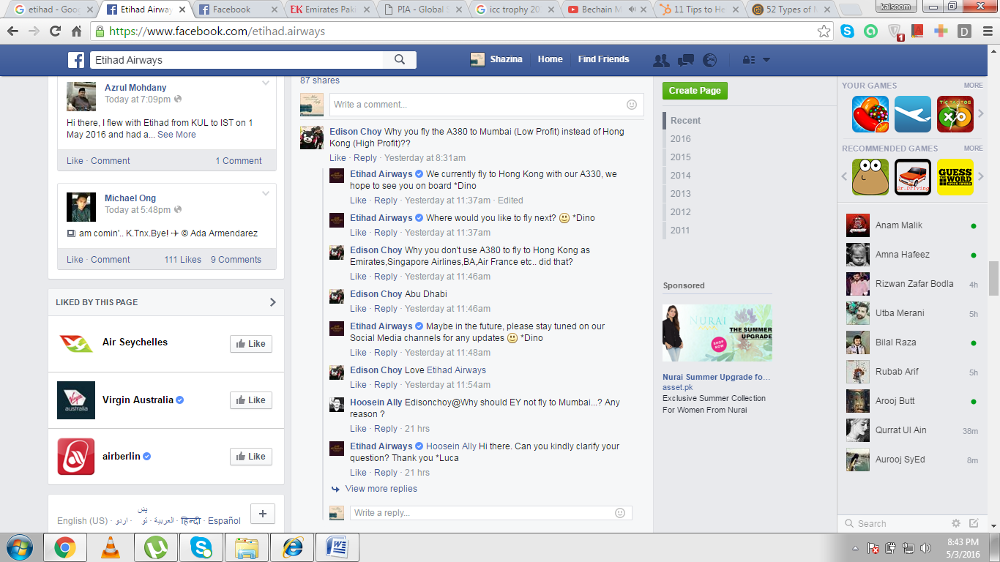 etihad - Goo
Etihad Airway
Facebook
Emirates Paki
PIA - Global S
icc trophy 20
Bechain M
11 Tips to He
52 Types of M
kalsoom
https://www.facebook.com/etihad.airways
1
D
Etihad Airways
Shazina
Home
Find Friends
Azrul Mohdany
Today at 7:09pm
Hi there, I flew with Etihad from KUL to IST on 1
May 2016 and had a... See More
Like · Comment
1 Comment
Michael Ong
Today at 5:48pm
am comin'.. K.Tnx.Bye! ✈ © Ada Armendarez
Like · Comment
111 Likes 9 Comments
LIKED BY THIS PAGE
Air Seychelles
Like
australia
Virgin Australia
Like
airberlin
Like
English (US) · اردو · العربية · हिन्दी · Español
87 shares
Write a comment...
Edison Choy Why you fly the A380 to Mumbai (Low Profit) instead of Hong
Kong (High Profit)??
Like · Reply · Yesterday at 8:31am
Etihad Airways We currently fly to Hong Kong with our A330, we
hope to see you on board *Dino
Like · Reply · Yesterday at 11:37am · Edited
Etihad Airways Where would you like to fly next? *Dino
Like · Reply · Yesterday at 11:37am
Edison Choy Why you don't use A380 to fly to Hong Kong as
Emirates,Singapore Airlines,BA,Air France etc.. did that?
Like · Reply · Yesterday at 11:46am
Edison Choy Abu Dhabi
Like · Reply · Yesterday at 11:46am
Etihad Airways Maybe in the future, please stay tuned on our
Social Media channels for any updates *Dino
Like · Reply · Yesterday at 11:48am
Edison Choy Love Etihad Airways
Like · Reply · Yesterday at 11:54am
Hoosein Ally Edisonchoy@Why should EY not fly to Mumbai...? Any
reason ?
Like · Reply · 21 hrs
Etihad Airways Hoosein Ally Hi there. Can you kindly clarify your
question? Thank you *Luca
Like · Reply · 21 hrs
View more replies
Write a reply...
Create Page
Recent
2016
2015
2014
2013
2012
2011
Sponsored
NURAI
THE SUMMER
UPGRADE
SHOP
NOW
Nurai Summer Upgrade fo...
asset.pk
Exclusive Summer Collection
For Women From Nurai
YOUR GAMES
MORE
TIC TAC TOE
XO
RECOMMENDED GAMES
MORE
Dr.Driving
GUESS
THE WORD
Anam Malik
Amna Hafeez
Rizwan Zafar Bodla 4h
Utba Merani 5h
Bilal Raza
Rubab Arif 5h
Arooj Butt
Qurrat Ul Ain 38m
Aurooj SyEd 8m
Search
8:43 PM
5/3/2016